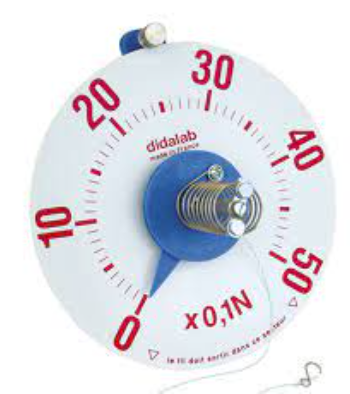 30
20
40
didalab
made in France
10
50
x 0,1N
0
le fil doit sortir dans ce secteur